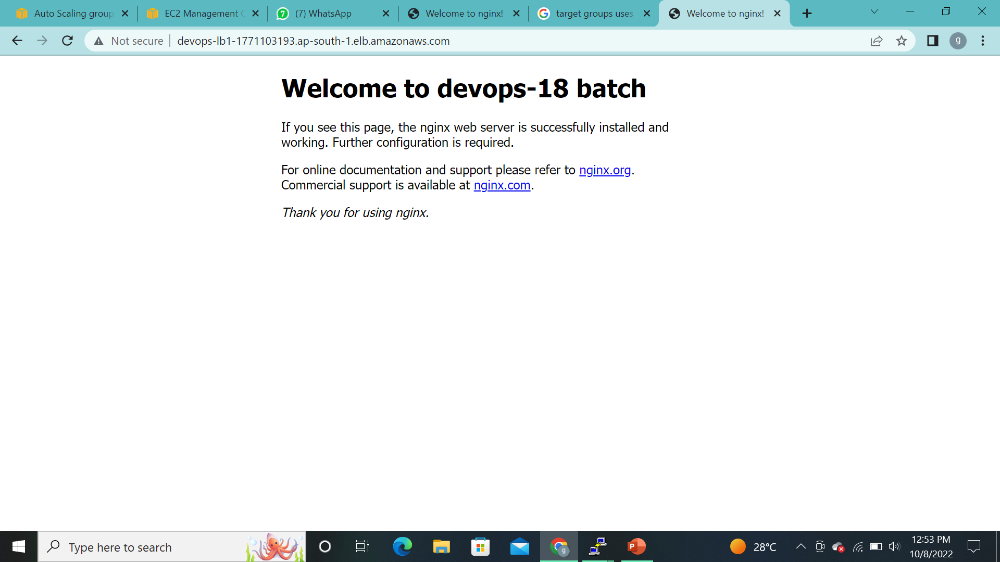 Auto Scaling group
EC2 Management C
7
(7) WhatsApp
Welcome to nginx!
target groups uses
Welcome to nginx!
Not secure
devops-lb1-1771103193.ap-south-1.elb.amazonaws.com
g
Welcome to devops-18 batch
If you see this page, the nginx web server is successfully installed and
working. Further configuration is required.
For online documentation and support please refer to nginx.org.
Commercial support is available at nginx.com.
Thank you for using nginx.
Type here to search
g
P
28°C
12:53 PM
10/8/2022